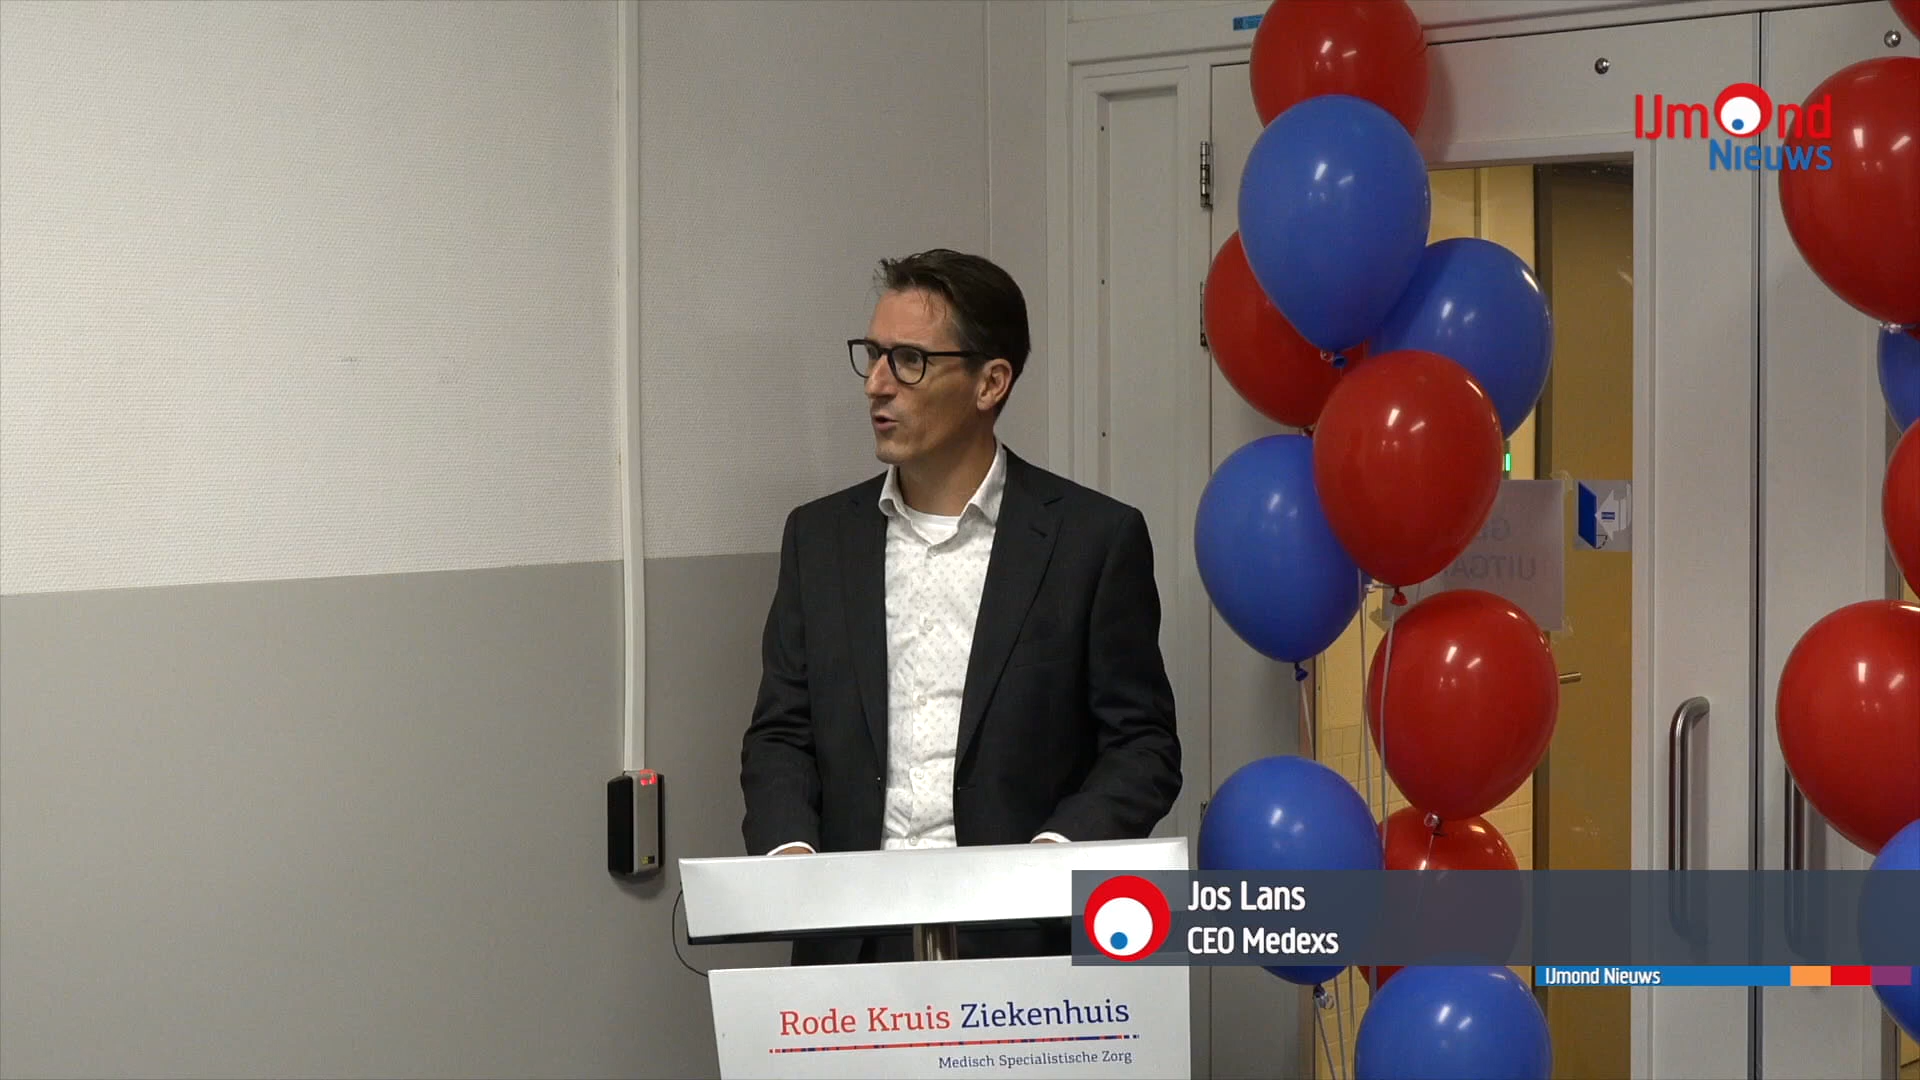 IJmond
Nieuws
Jos Lans
CEO Medexs
IJmond Nieuws
Rode Kruis Ziekenhuis
Medisch Specialistische Zorg